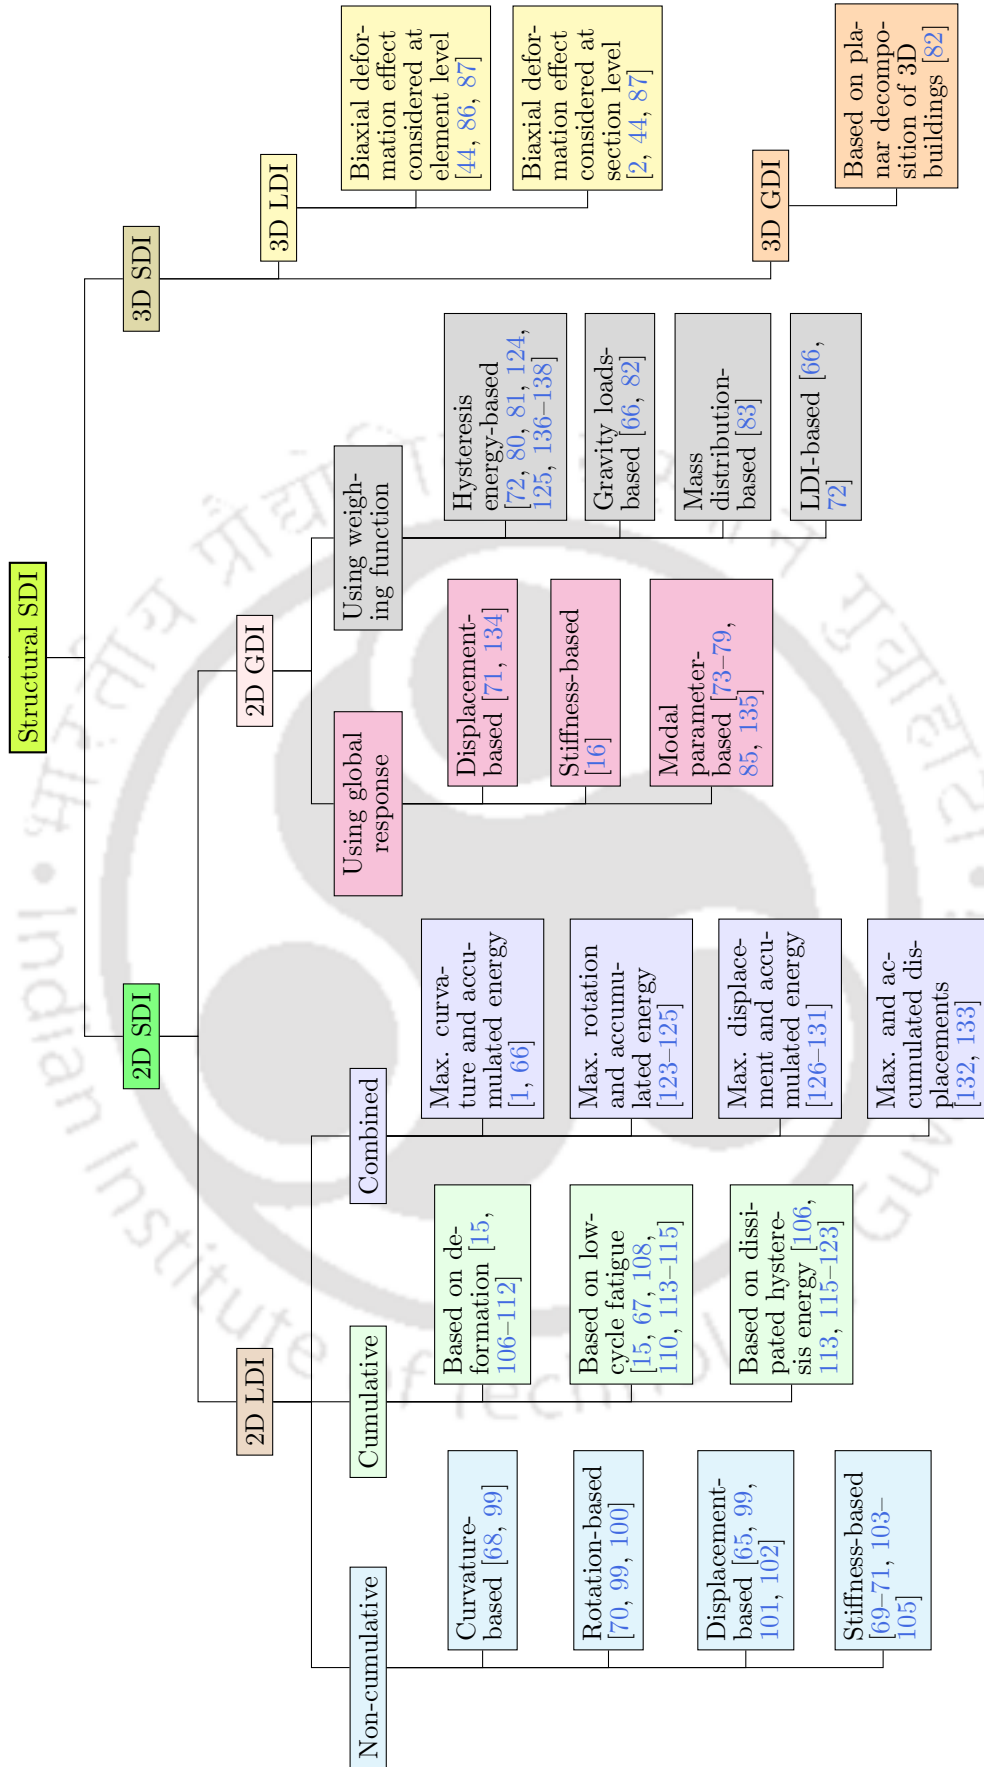 Structural SDI
2D SDI
3D SDI
2D LDI
2D GDI
3D LDI
3D GDI
Non-cumulative
Curvature-
based [68, 99]
Rotation-based
[70, 99, 100]
Displacement-
based [65, 99,
101, 102]
Stiffness-based
[69–71, 103–
105]
Cumulative
Based on de-
formation [15,
106–112]
Based on low-
cycle fatigue
[15, 67, 108,
110, 113–115]
Based on dissi-
pated hystere-
sis energy [106,
113, 115–123]
Combined
Max. curva-
ture and accu-
mulated energy
[1, 66]
Max. rotation
and accumu-
lated energy
[123–125]
Max. displace-
ment and accu-
mulated energy
[126–131]
Max. and ac-
cumulated dis-
placements
[132, 133]
Using global
response
Displacement-
based [71, 134]
Stiffness-based
[16]
Modal
parameter-
based [73–79,
85, 135]
Using weigh-
ing function
Hysteresis
energy-based
[72, 80, 81, 124,
125, 136–138]
Gravity loads-
based [66, 82]
Mass
distribution-
based [83]
LDI-based [66,
72]
Biaxial defor-
mation effect
considered at
element level
[44, 86, 87]
Biaxial defor-
mation effect
considered at
section level
[2, 44, 87]
Based on pla-
nar decompo-
sition of 3D
buildings [82]
Indian Institute of Technology